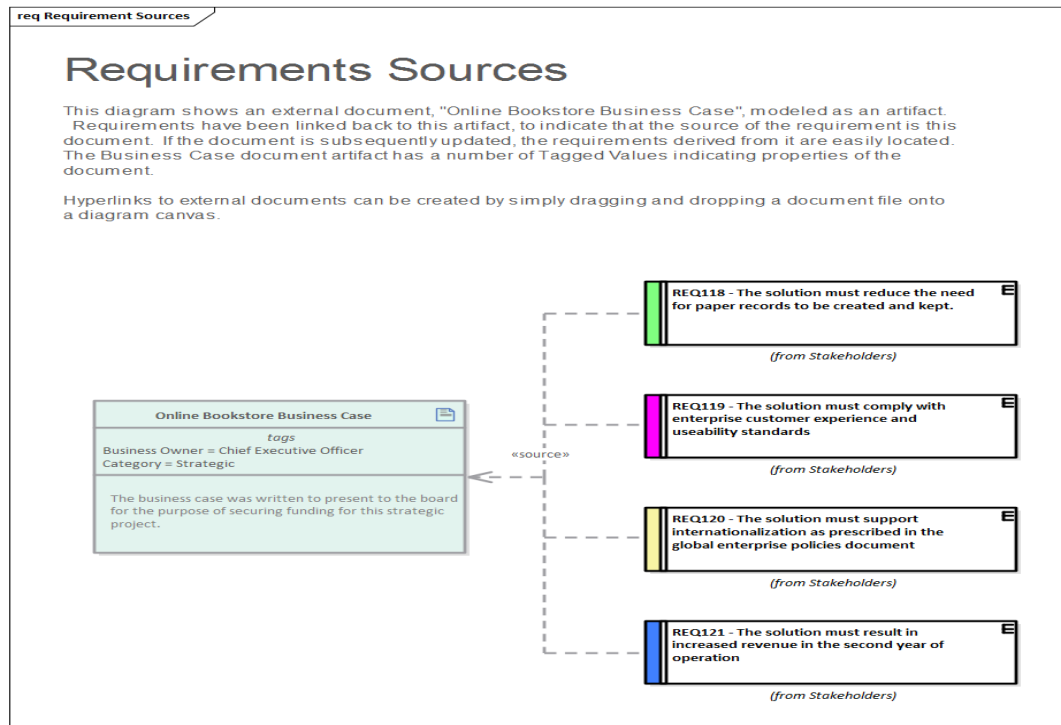 req Requirement Sources
Requirements Sources
This diagram shows an external document, "Online Bookstore Business Case", modeled as an artifact.
Requirements have been linked back to this artifact, to indicate that the source of the requirement is this
document. If the document is subsequently updated, the requirements derived from it are easily located.
The Business Case document artifact has a number of Tagged Values indicating properties of the
document.
Hyperlinks to external documents can be created by simply dragging and dropping a document file onto
a diagram canvas.
REQ118 - The solution must reduce the need
for paper records to be created and kept.
E
(from Stakeholders)
Online Bookstore Business Case
tags
Business Owner = Chief Executive Officer
Category = Strategic
The business case was written to present to the board
for the purpose of securing funding for this strategic
project.
«source»
REQ119 - The solution must comply with
enterprise customer experience and
useability standards
E
(from Stakeholders)
REQ120 - The solution must support
internationalization as prescribed in the
global enterprise policies document
E
(from Stakeholders)
REQ121 - The solution must result in
increased revenue in the second year of
operation
E
(from Stakeholders)